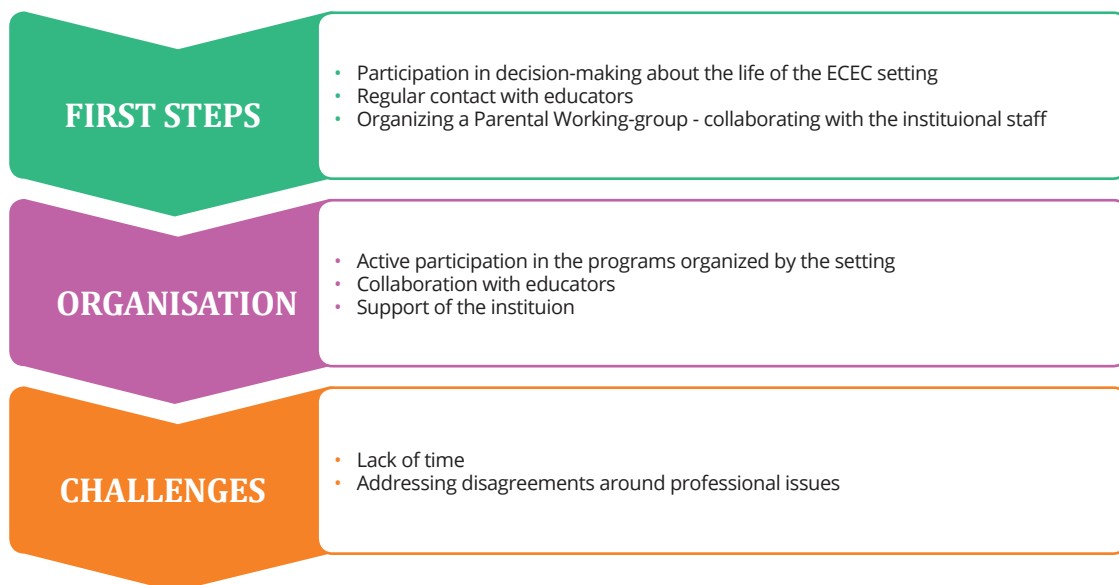 FIRST STEPS
• Participation in decision-making about the life of the ECEC setting
• Regular contact with educators
• Organizing a Parental Working-group - collaborating with the instituional staff
ORGANISATION
• Active participation in the programs organized by the setting
• Collaboration with educators
• Support of the instituion
CHALLENGES
• Lack of time
• Addressing disagreements around professional issues